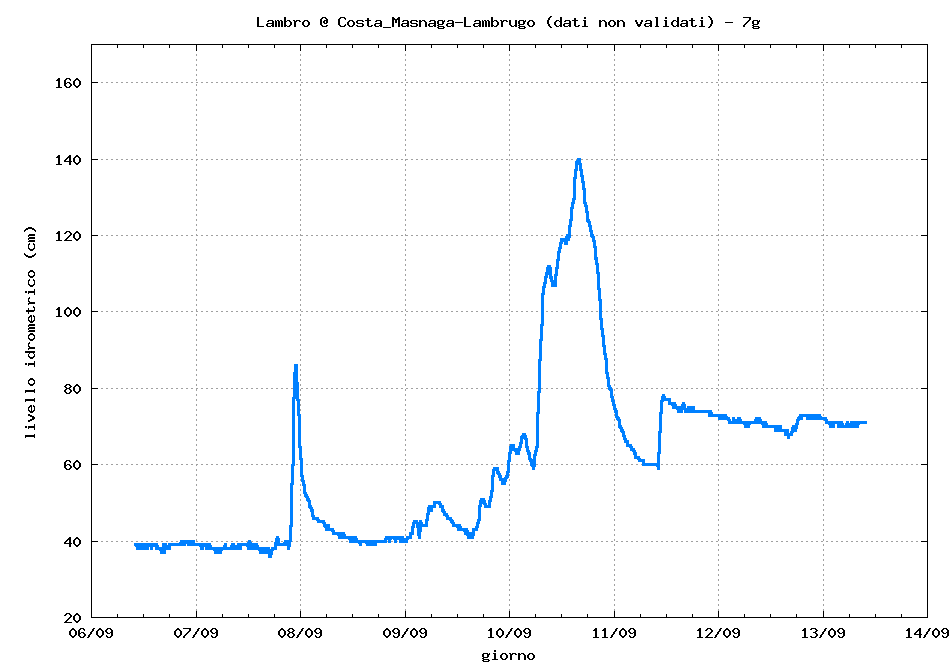 Lambro @ Costa_Masnaga-Lambrugo (dati non validati) - 7g
livello idrometrico (cm)
160
140
120
100
80
60
40
20
06/09 07/09 08/09 09/09 10/09 11/09 12/09 13/09 14/09
giorno